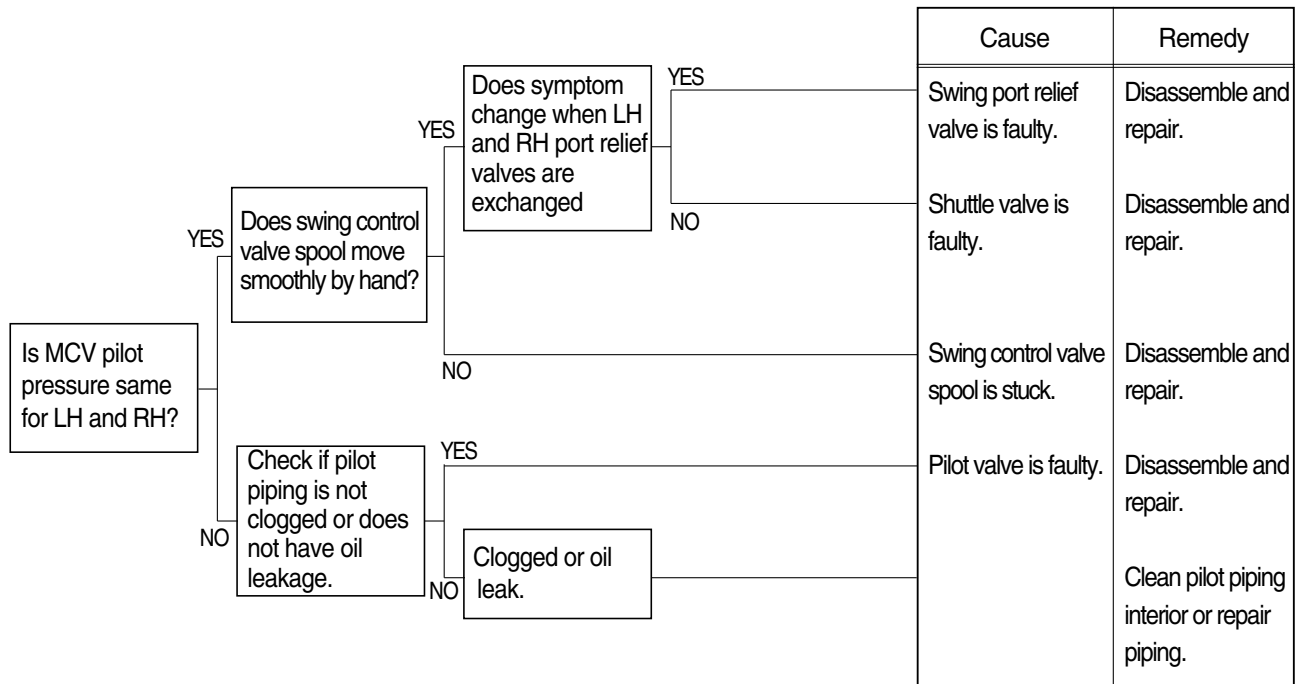 Cause
Remedy
Does symptom
change when LH
and RH port relief
valves are
exchanged
YES
NO
YES
Swing port relief
valve is faulty.
Disassemble and
repair.
Shuttle valve is
faulty.
Disassemble and
repair.
Does swing control
valve spool move
smoothly by hand?
YES
NO
Swing control valve
spool is stuck.
Disassemble and
repair.
Is MCV pilot
pressure same
for LH and RH?
NO
Check if pilot
piping is not
clogged or does
not have oil
leakage.
YES
Pilot valve is faulty.
Disassemble and
repair.
NO
Clogged or oil
leak.
Clean pilot piping
interior or repair
piping.